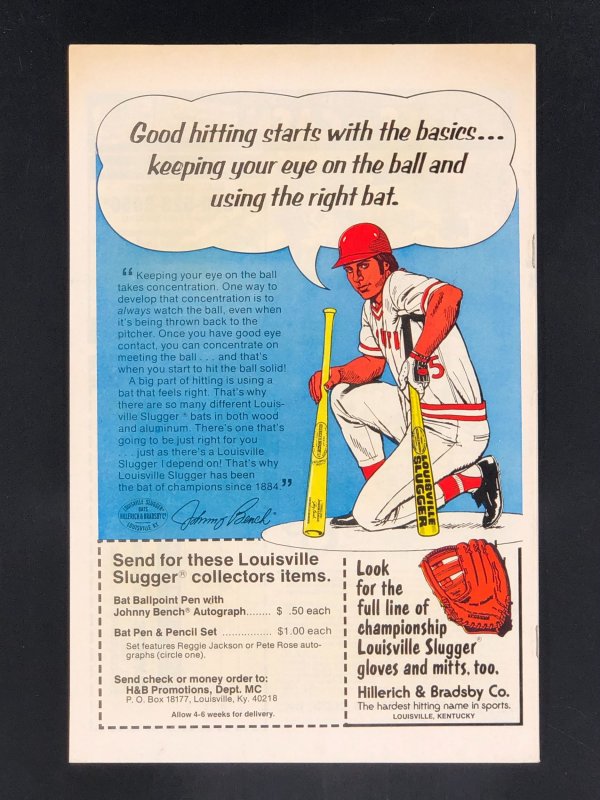 Good hitting starts with the basics...
keeping your eye on the ball and
using the right bat.
“ Keeping your eye on the ball
takes concentration. One way to
develop that concentration is to
always watch the ball, even when
it's being thrown back to the
pitcher. Once you have good eye
contact, you can concentrate on
meeting the ball . . . and that's
when you start to hit the ball solid!
A big part of hitting is using a
bat that feels right. That's why
there are so many different Louis-
ville Slugger® bats in both wood
and aluminum. There's one that's
going to be just right for you
. . . just as there's a Louisville
Slugger I depend on! That's why
Louisville Slugger has been
the bat of champions since 1884.”
LOUISVILLE SLUGGER
BATS
HILLERICH & BRADSBY CO
LOUISVILLE, KY.
Johnny Bench
5
LOUISVILLE
SLUGGER
Send for these Louisville
Slugger® collectors items.
Bat Ballpoint Pen with
Johnny Bench® Autograph........ $ .50 each
Bat Pen & Pencil Set ................ $1.00 each
Set features Reggie Jackson or Pete Rose auto-
graphs (circle one).
Send check or money order to:
H&B Promotions, Dept. MC
P. O. Box 18177, Louisville, Ky. 40218
Allow 4-6 weeks for delivery.
Look
for the
full line of
championship
Louisville Slugger®
gloves and mitts, too.
Hillerich & Bradsby Co.
The hardest hitting name in sports.
LOUISVILLE, KENTUCKY